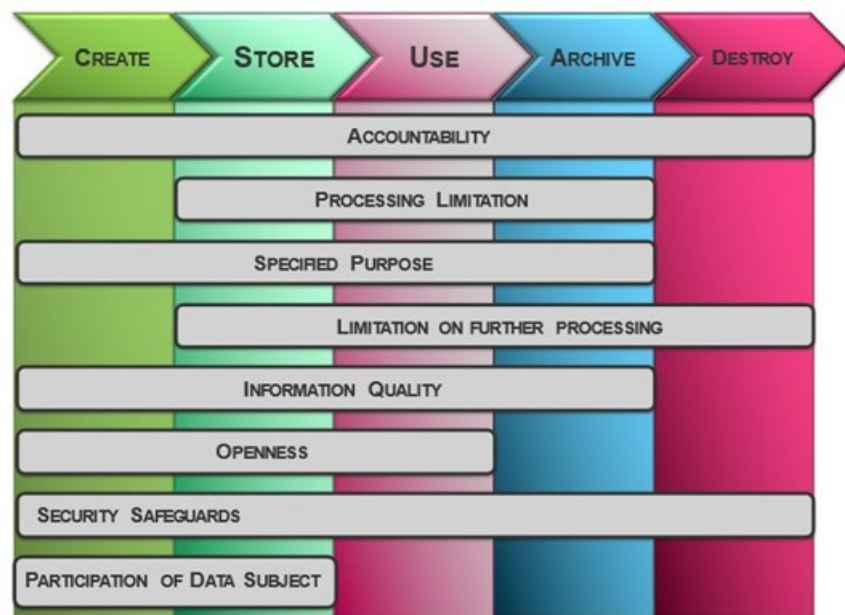 CREATE STORE USE ARCHIVE DESTROY
ACCOUNTABILITY
PROCESSING LIMITATION
SPECIFIED PURPOSE
LIMITATION ON FURTHER PROCESSING
INFORMATION QUALITY
OPENNESS
SECURITY SAFEGUARDS
PARTICIPATION OF DATA SUBJECT